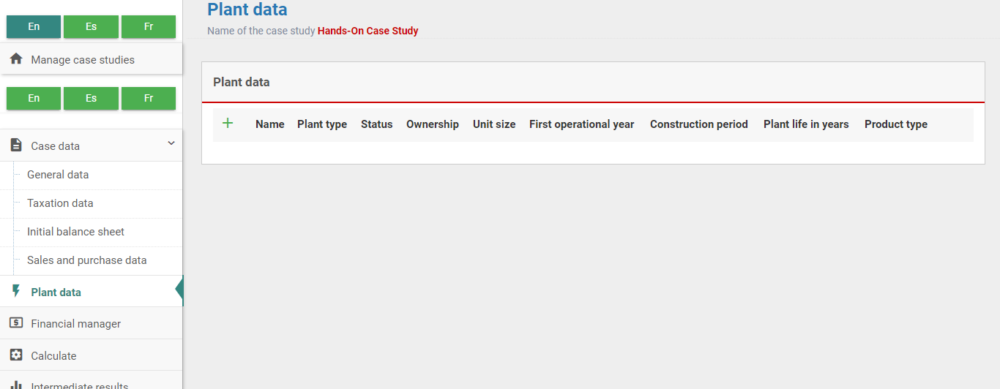 En Es Fr
Manage case studies
En Es Fr
Case data
General data
Taxation data
Initial balance sheet
Sales and purchase data
Plant data
Financial manager
Calculate
Intermediate results
Plant data
Name of the case study Hands-On Case Study
Plant data
+ Name Plant type Status Ownership Unit size First operational year Construction period Plant life in years Product type